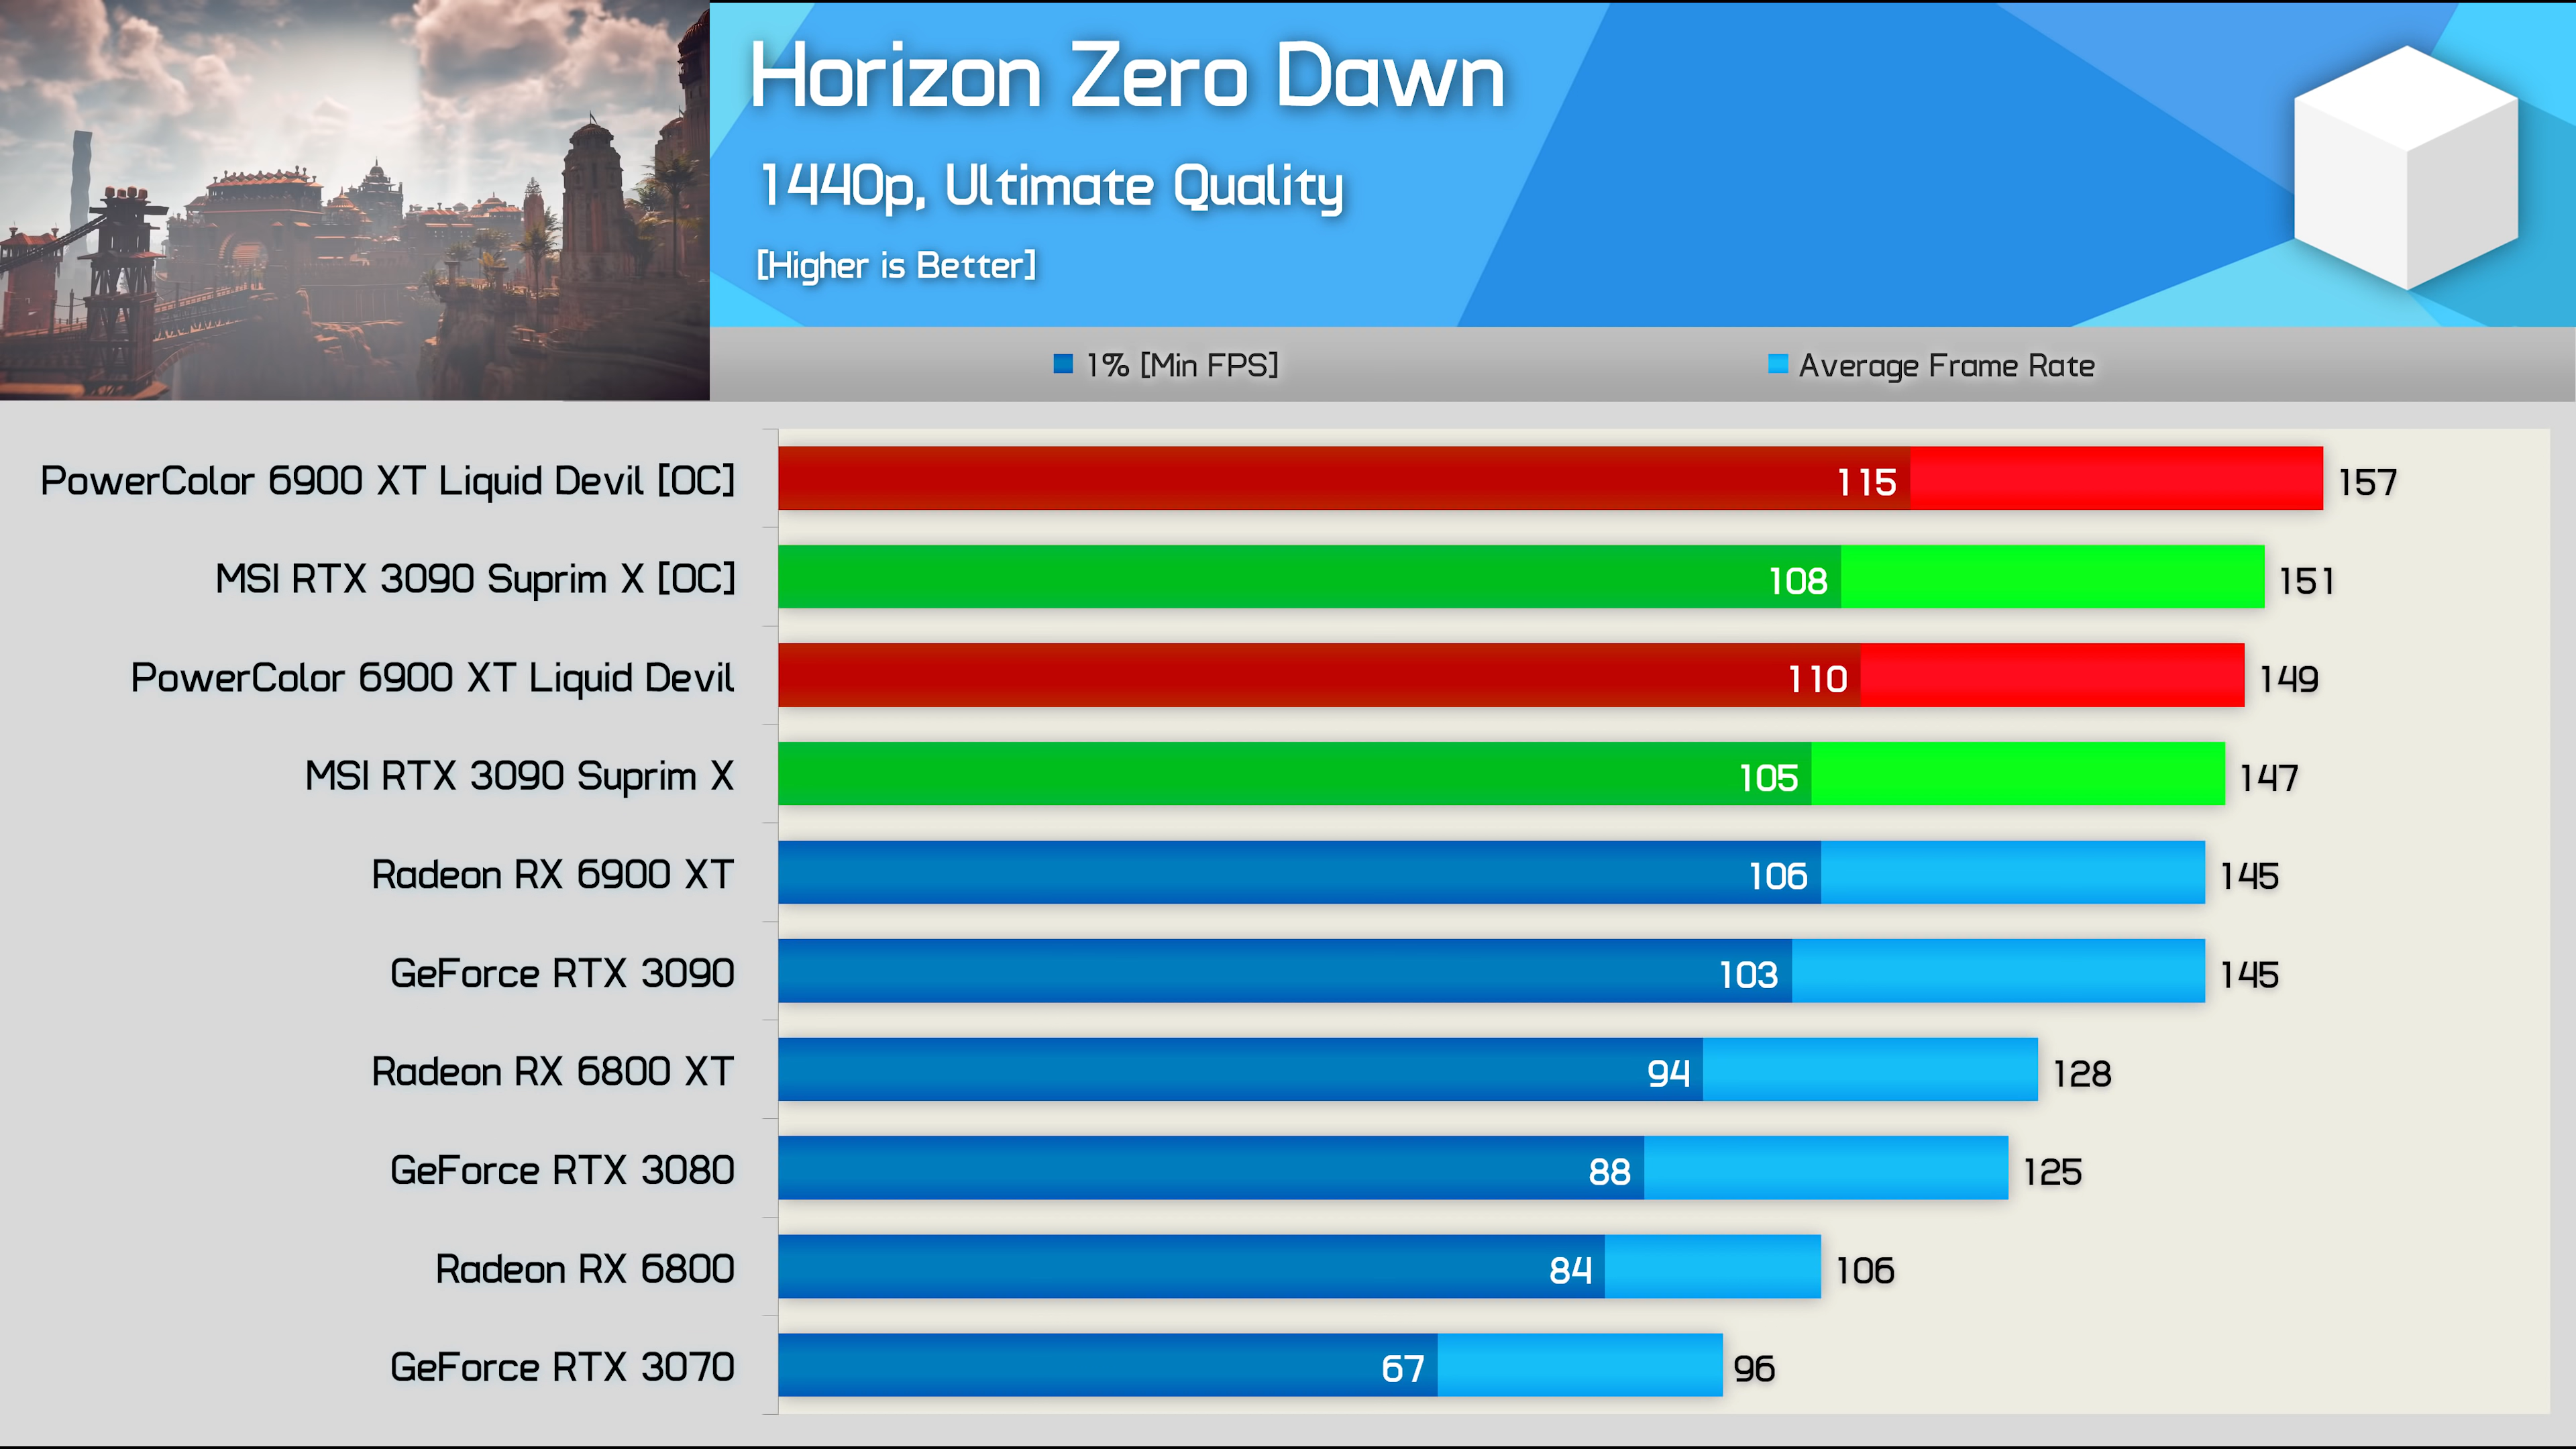 Horizon Zero Dawn
1440p, Ultimate Quality
[Higher is Better]
1% [Min FPS] Average Frame Rate
PowerColor 6900 XT Liquid Devil [OC] 115 157
MSI RTX 3090 Suprim X [OC] 108 151
PowerColor 6900 XT Liquid Devil 110 149
MSI RTX 3090 Suprim X 105 147
Radeon RX 6900 XT 106 145
GeForce RTX 3090 103 145
Radeon RX 6800 XT 94 128
GeForce RTX 3080 88 125
Radeon RX 6800 84 106
GeForce RTX 3070 67 96